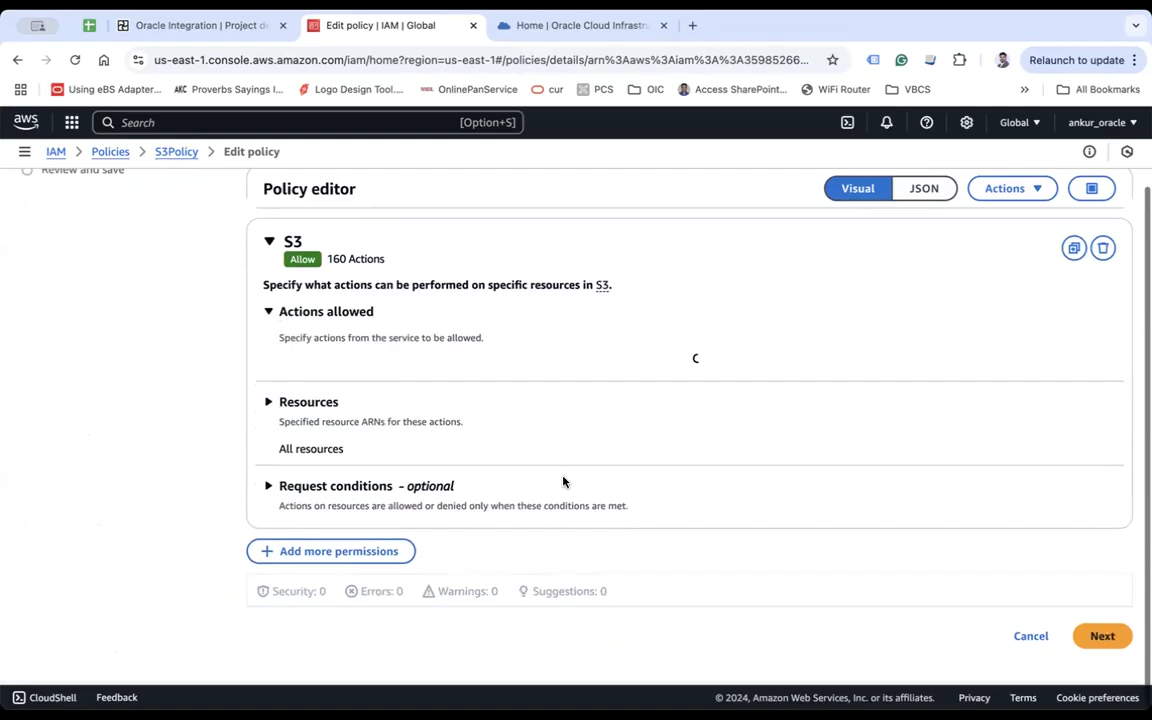 Oracle Integration | Project de
Edit policy | IAM | Global
Home | Oracle Cloud Infrastru
us-east-1.console.aws.amazon.com/iam/home?region=us-east-1#/policies/details/arn%3Aaws%3Aiam%3A%3A35985266...
Relaunch to update
Using eBS Adapter...
Proverbs Sayings I...
Logo Design Tool....
OnlinePanService
cur
PCS
OIC
Access SharePoint...
WiFi Router
VBCS
All Bookmarks
aws
Search
[Option+S]
Global
ankur_oracle
IAM > Policies > S3Policy > Edit policy
Review and save
Policy editor
Visual
JSON
Actions
S3
Allow 160 Actions
Specify what actions can be performed on specific resources in S3.
Actions allowed
Specify actions from the service to be allowed.
Resources
Specified resource ARNs for these actions.
All resources
Request conditions - optional
Actions on resources are allowed or denied only when these conditions are met.
Add more permissions
Security: 0
Errors: 0
Warnings: 0
Suggestions: 0
Cancel
Next
CloudShell
Feedback
© 2024, Amazon Web Services, Inc. or its affiliates.
Privacy
Terms
Cookie preferences